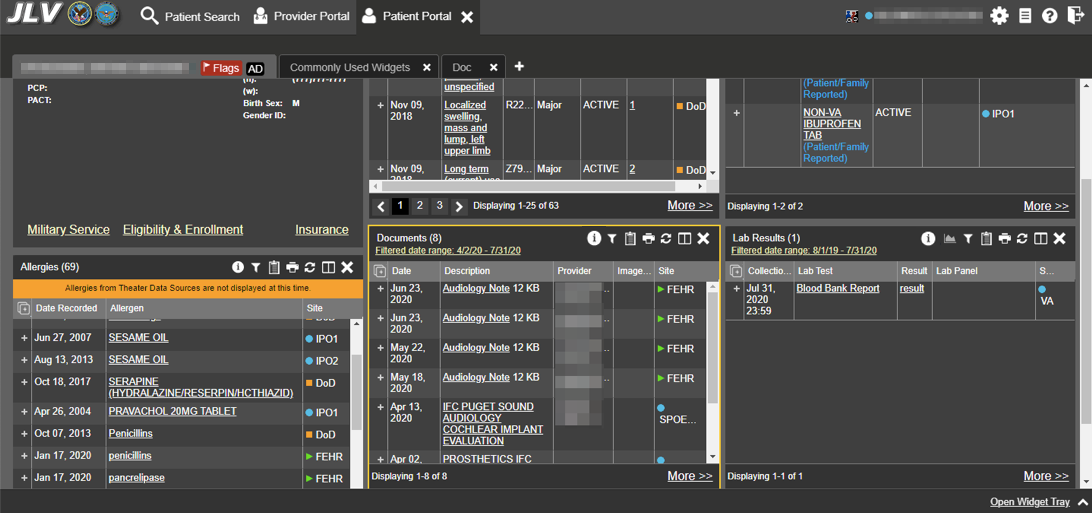 JLV
Patient Search
Provider Portal
Patient Portal
Flags
AD
Commonly Used Widgets
Doc
PCP:
PACT:
(w):
Birth Sex: M
Gender ID:
Military Service
Eligibility & Enrollment
Insurance
Allergies (69)
Allergies from Theater Data Sources are not displayed at this time.
Date Recorded Allergen Site
Jun 27, 2007 SESAME OIL IPO1
Aug 13, 2013 SESAME OIL IPO2
Oct 18, 2017 SERAPINE DoD
(HYDRALAZINE/RESERPIN/HCTHIAZID)
Apr 26, 2004 PRAVACHOL 20MG TABLET IPO1
Oct 07, 2013 Penicillins DoD
Jan 17, 2020 penicillins FEHR
Jan 17, 2020 pancrelipase FEHR
unspecified
Nov 09, Localized R22... Major ACTIVE 1 DoD
2018 swelling,
mass and
lump, left
upper limb
Nov 09, Long term Z79... Major ACTIVE 2 DoD
2018 (current) use
1 2 3 Displaying 1-25 of 63 More >>
Documents (8)
Filtered date range: 4/2/20 - 7/31/20
Date Description Provider Image... Site
Jun 23, Audiology Note 12 KB .. FEHR
2020
Jun 23, Audiology Note 12 KB .. FEHR
2020
May 22, Audiology Note 12 KB .. FEHR
2020
May 18, Audiology Note 12 KB .. FEHR
2020
Apr 13, IFC PUGET SOUND
2020 AUDIOLOGY SPOE...
COCHLEAR IMPLANT
EVALUATION
Apr 02, PROSTHETICS IFC
Displaying 1-8 of 8 More >>
(Patient/Family
Reported)
NON-VA ACTIVE IPO1
IBUPROFEN
TAB
(Patient/Family
Reported)
Displaying 1-2 of 2 More >>
Lab Results (1)
Filtered date range: 8/1/19 - 7/31/20
Collection... Lab Test Result Lab Panel S...
Jul 31, Blood Bank Report result
2020 VA
23:59
Displaying 1-1 of 1 More >>
Open Widget Tray